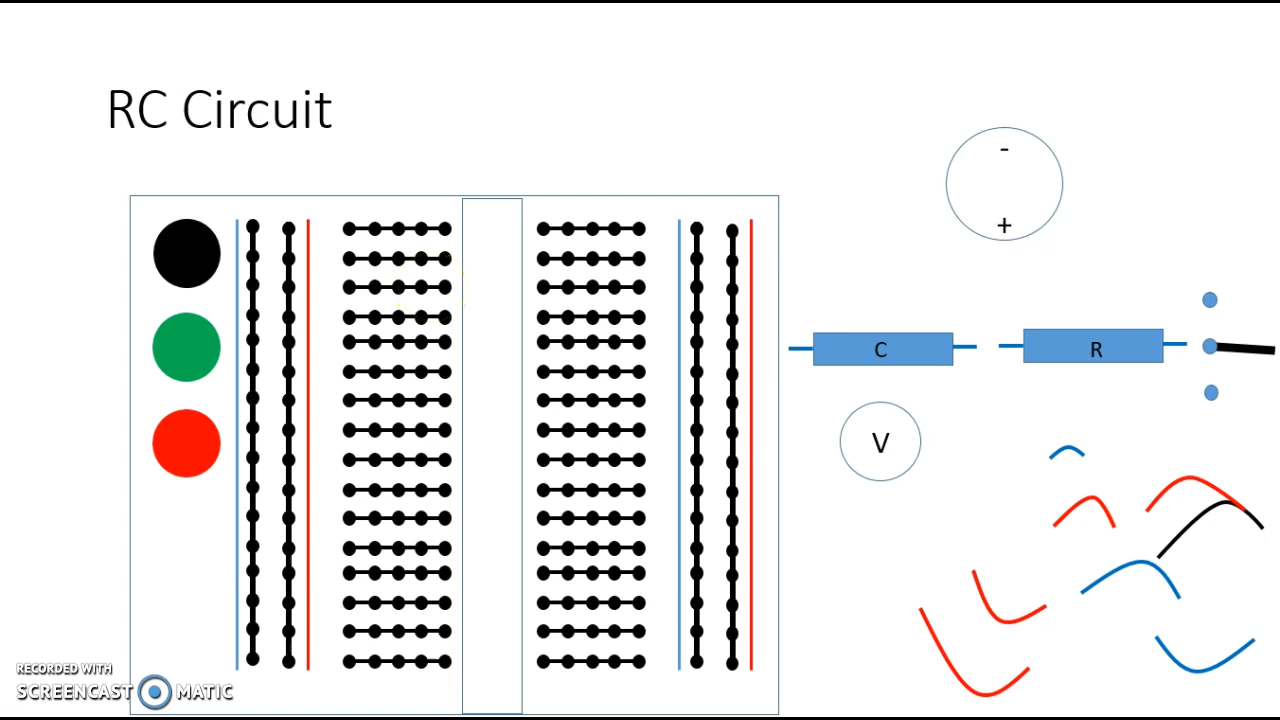 RC Circuit
-
+
C
R
V
RECORDED WITH
SCREENCAST MATIC